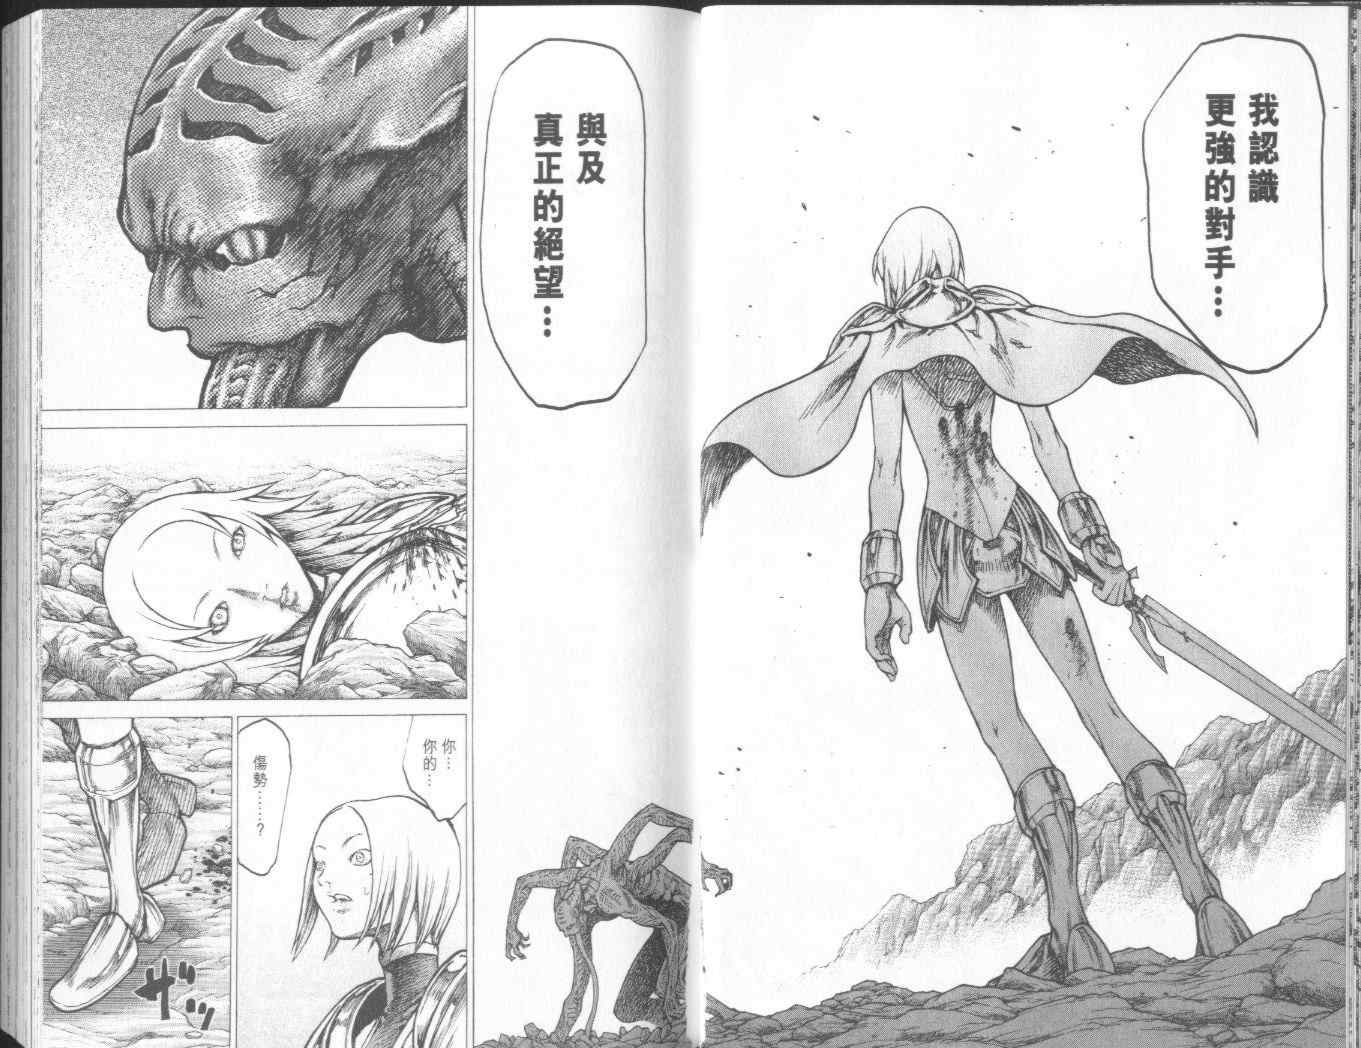 我認識
更強的對手…
與及
真正的絕望…
你…
你的…
傷勢……？
ザッ